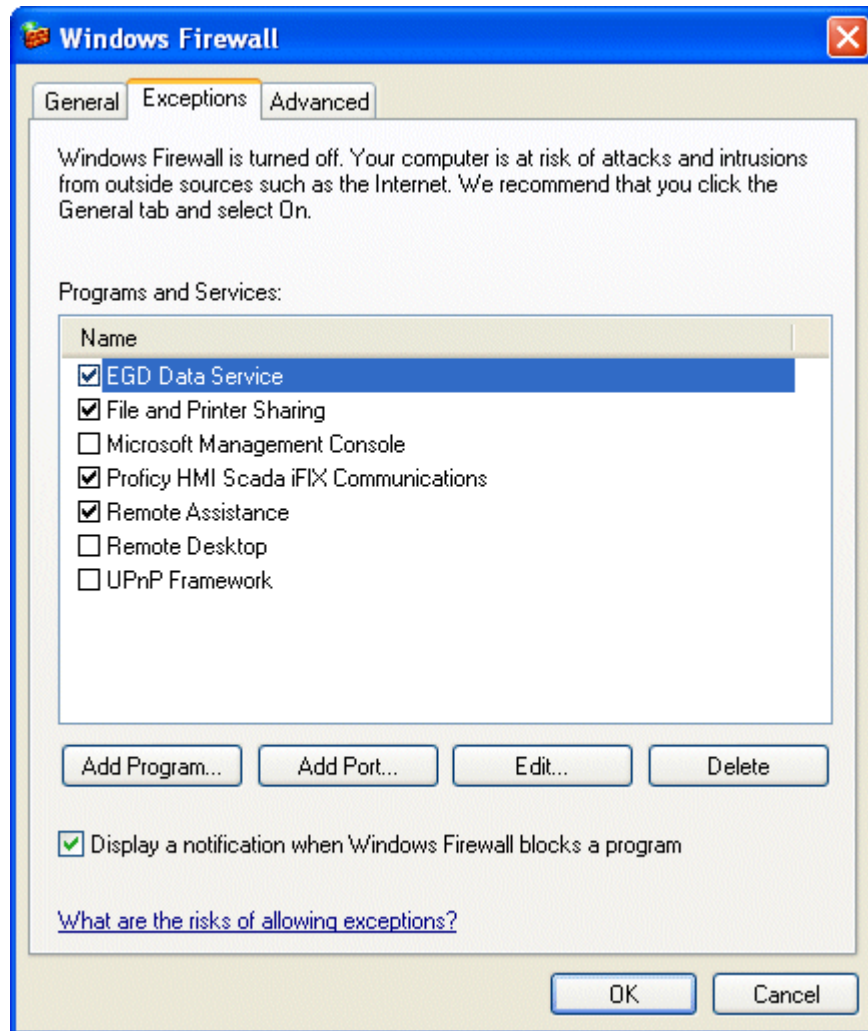 Windows Firewall
General
Exceptions
Advanced
Windows Firewall is turned off. Your computer is at risk of attacks and intrusions
from outside sources such as the Internet. We recommend that you click the
General tab and select On.
Programs and Services:
Name
EGD Data Service
File and Printer Sharing
Microsoft Management Console
Proficy HMI Scada iFIX Communications
Remote Assistance
Remote Desktop
UPnP Framework
Add Program...
Add Port...
Edit...
Delete
Display a notification when Windows Firewall blocks a program
What are the risks of allowing exceptions?
OK
Cancel